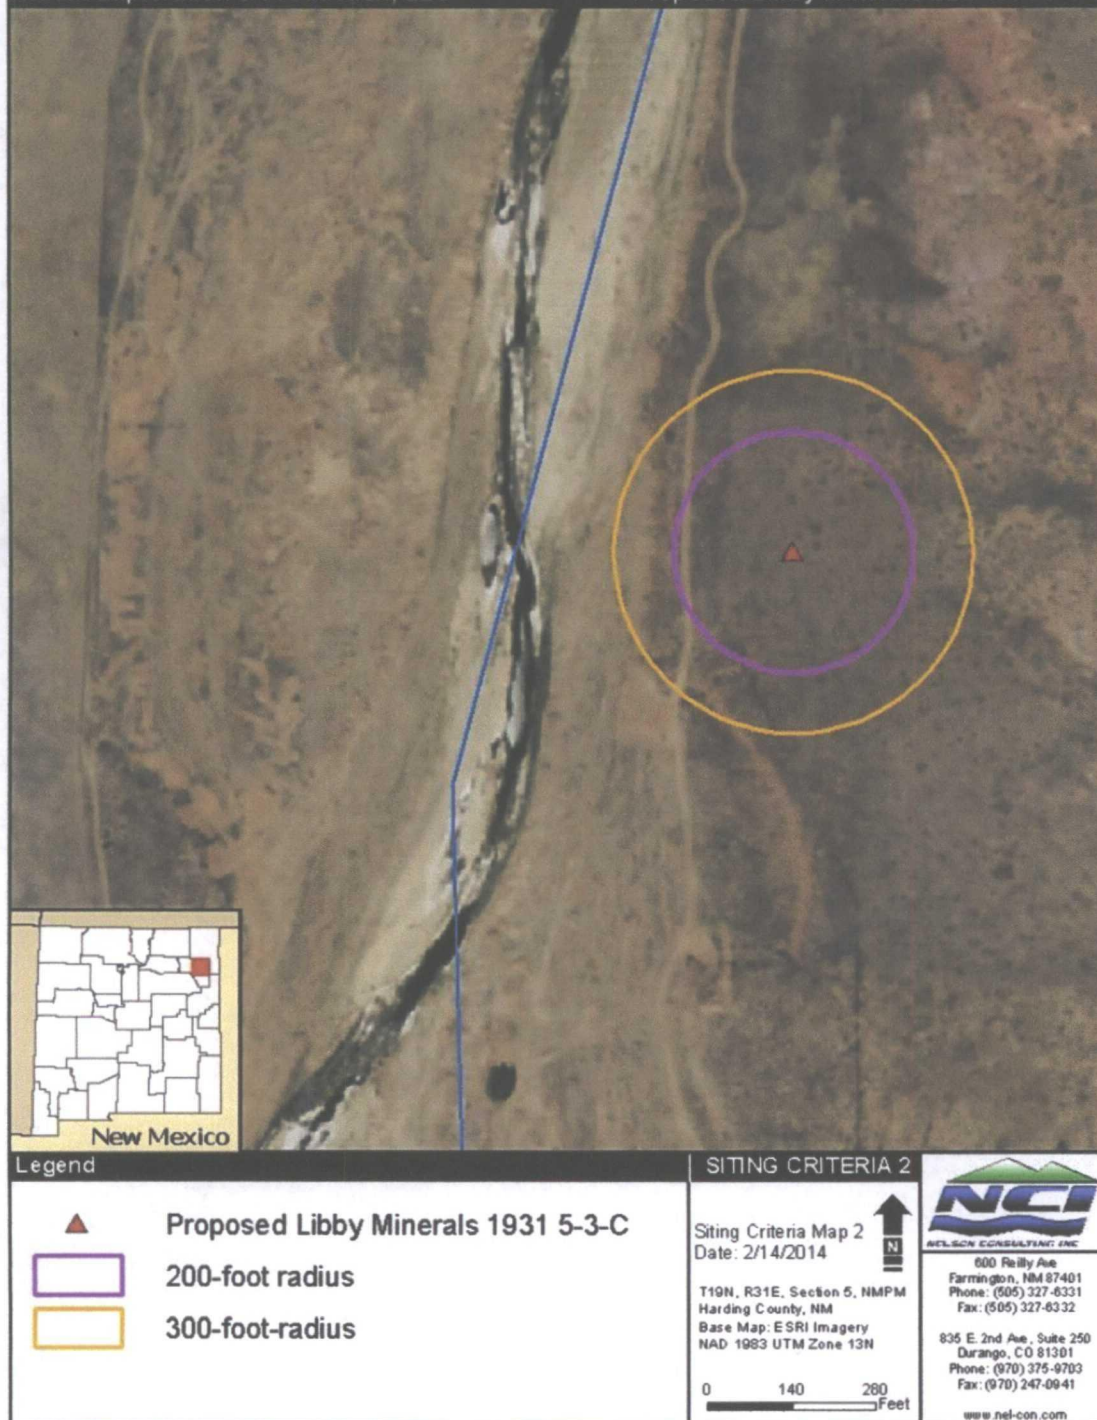 New Mexico
Legend
Proposed Libby Minerals 1931 5-3-C
200-foot radius
300-foot-radius
SITING CRITERIA 2
Siting Criteria Map 2
Date: 2/14/2014
N
T19N, R31E, Section 5, NMPM
Harding County, NM
Base Map: ESRI Imagery
NAD 1983 UTM Zone 13N
0 140 280
Feet
NCI
NELSON CONSULTING INC
600 Reilly Ave
Farmington, NM 87401
Phone: (505) 327-6331
Fax: (505) 327-6332
835 E. 2nd Ave, Suite 250
Durango, CO 81301
Phone: (970) 375-9703
Fax: (970) 247-0941
www.nel-con.com